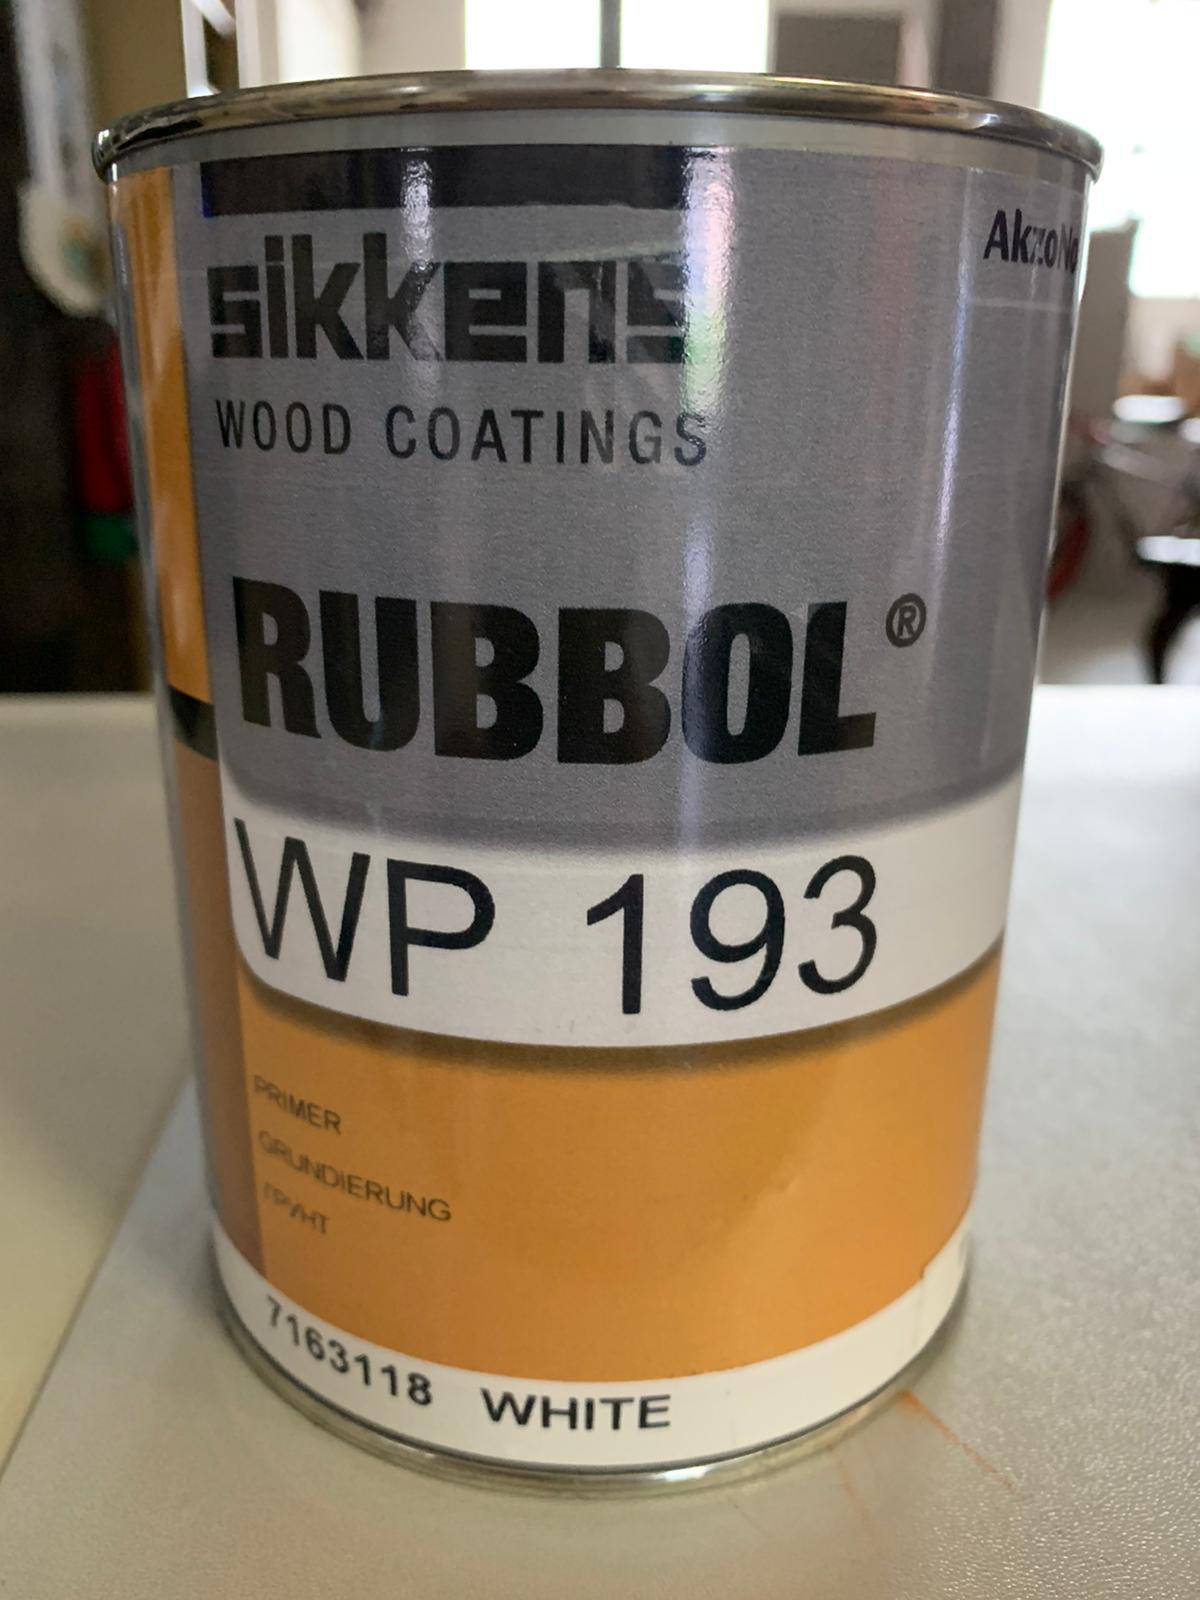 sikkens
AkzoNo
WOOD COATINGS
RUBBOL®
WP 193
PRIMER
GRUNDIERUNG
ГРУНТ
7163118 WHITE